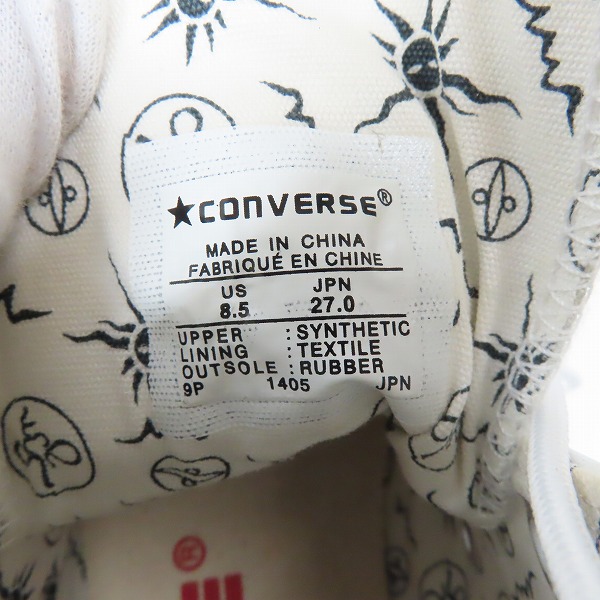 ★CONVERSE®
MADE IN CHINA
FABRIQUÉ EN CHINE
US JPN
8.5 27.0
UPPER : SYNTHETIC
LINING : TEXTILE
OUTSOLE : RUBBER
9P 1405 JPN
®